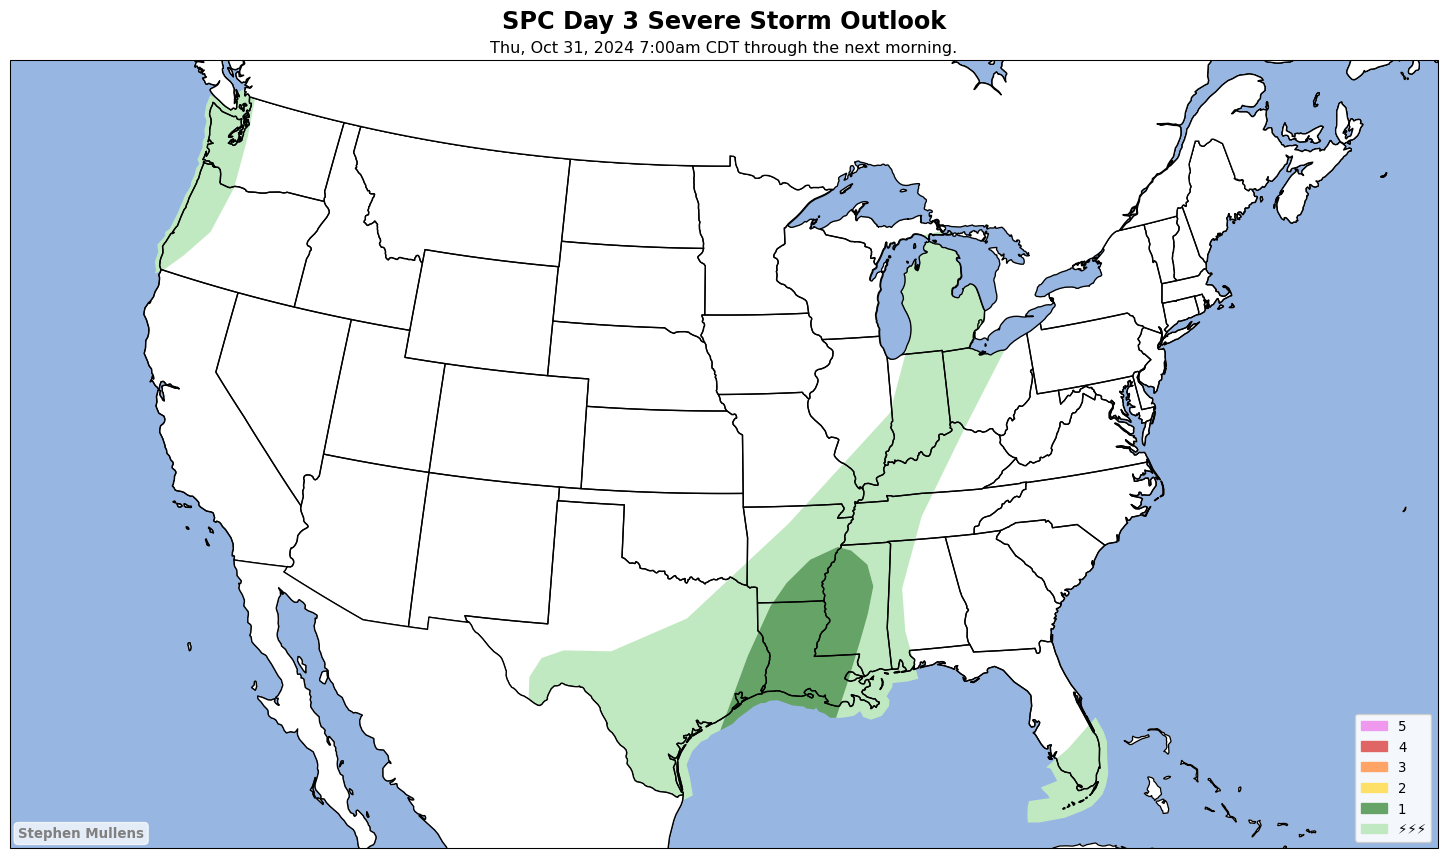 SPC Day 3 Severe Storm Outlook
Thu, Oct 31, 2024 7:00am CDT through the next morning.
5
4
3
2
1
⚡⚡⚡
Stephen Mullens